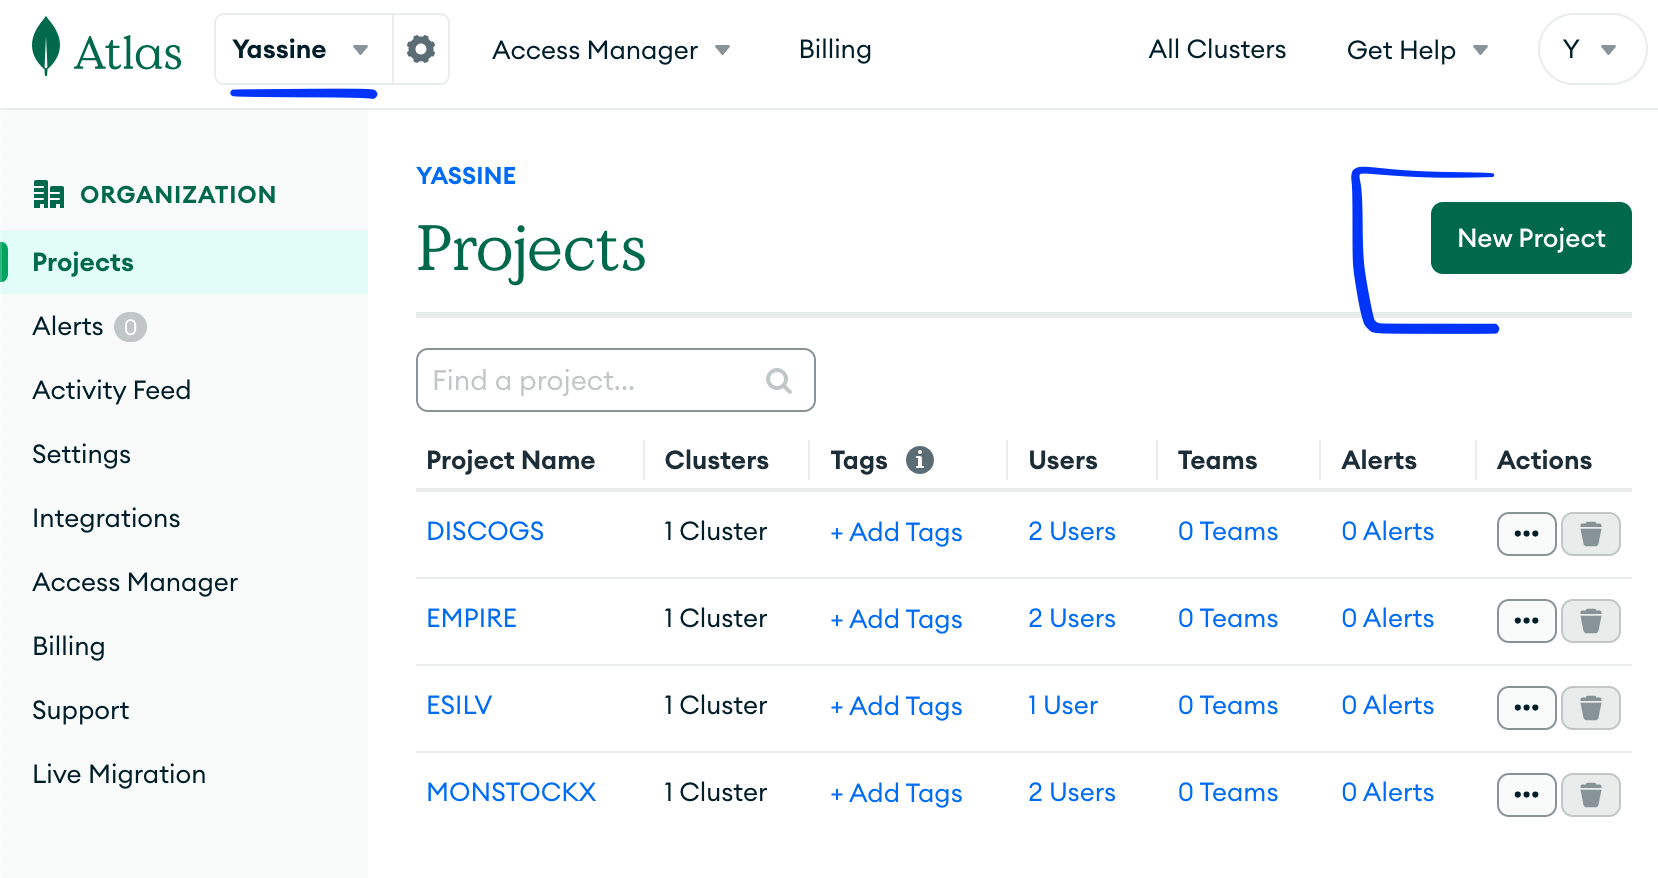 Atlas Yassine Access Manager Billing All Clusters Get Help Y
ORGANIZATION
Projects
Alerts 0
Activity Feed
Settings
Integrations
Access Manager
Billing
Support
Live Migration
YASSINE
Projects
New Project
Find a project...
Project Name Clusters Tags i Users Teams Alerts Actions
DISCOGS 1 Cluster + Add Tags 2 Users 0 Teams 0 Alerts
EMPIRE 1 Cluster + Add Tags 2 Users 0 Teams 0 Alerts
ESILV 1 Cluster + Add Tags 1 User 0 Teams 0 Alerts
MONSTOCKX 1 Cluster + Add Tags 2 Users 0 Teams 0 Alerts